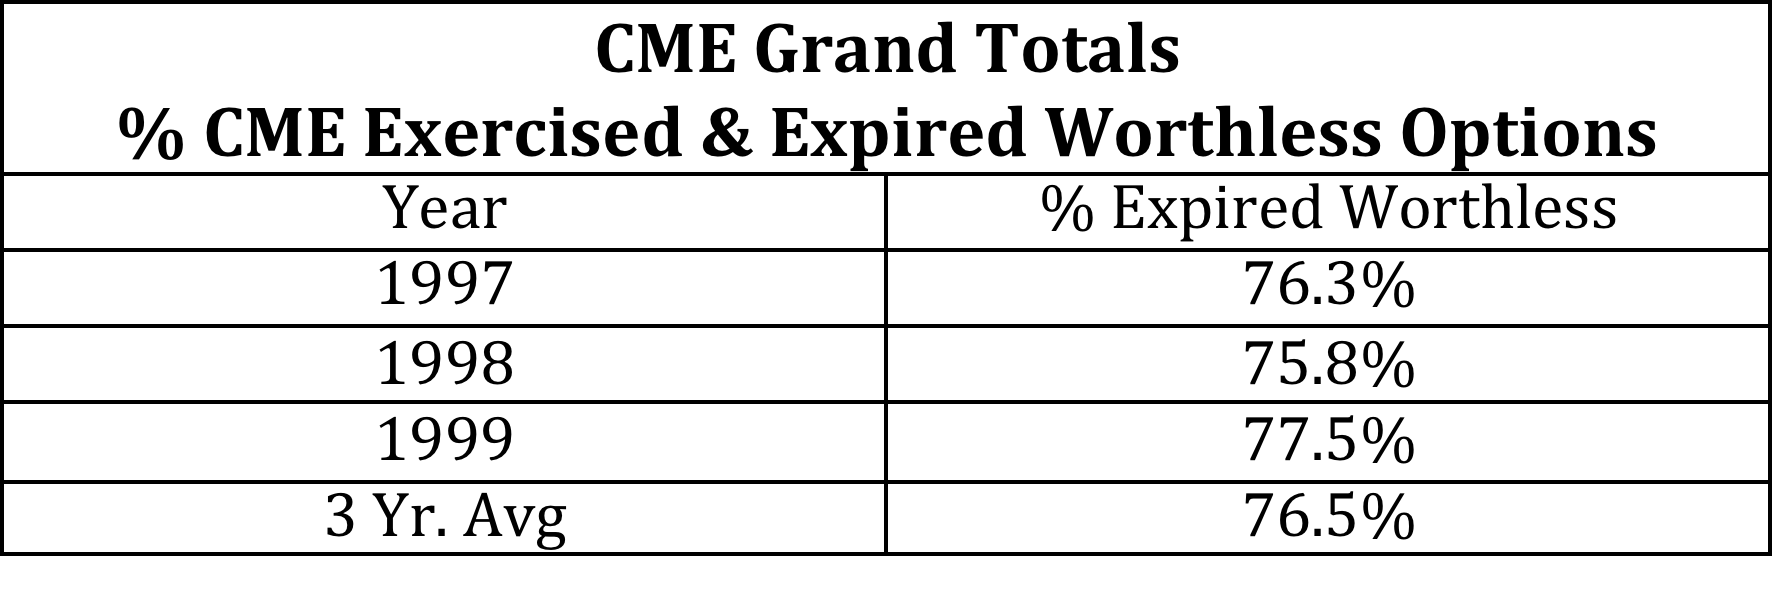 CME Grand Totals
% CME Exercised & Expired Worthless Options
Year % Expired Worthless
1997 76.3%
1998 75.8%
1999 77.5%
3 Yr. Avg 76.5%